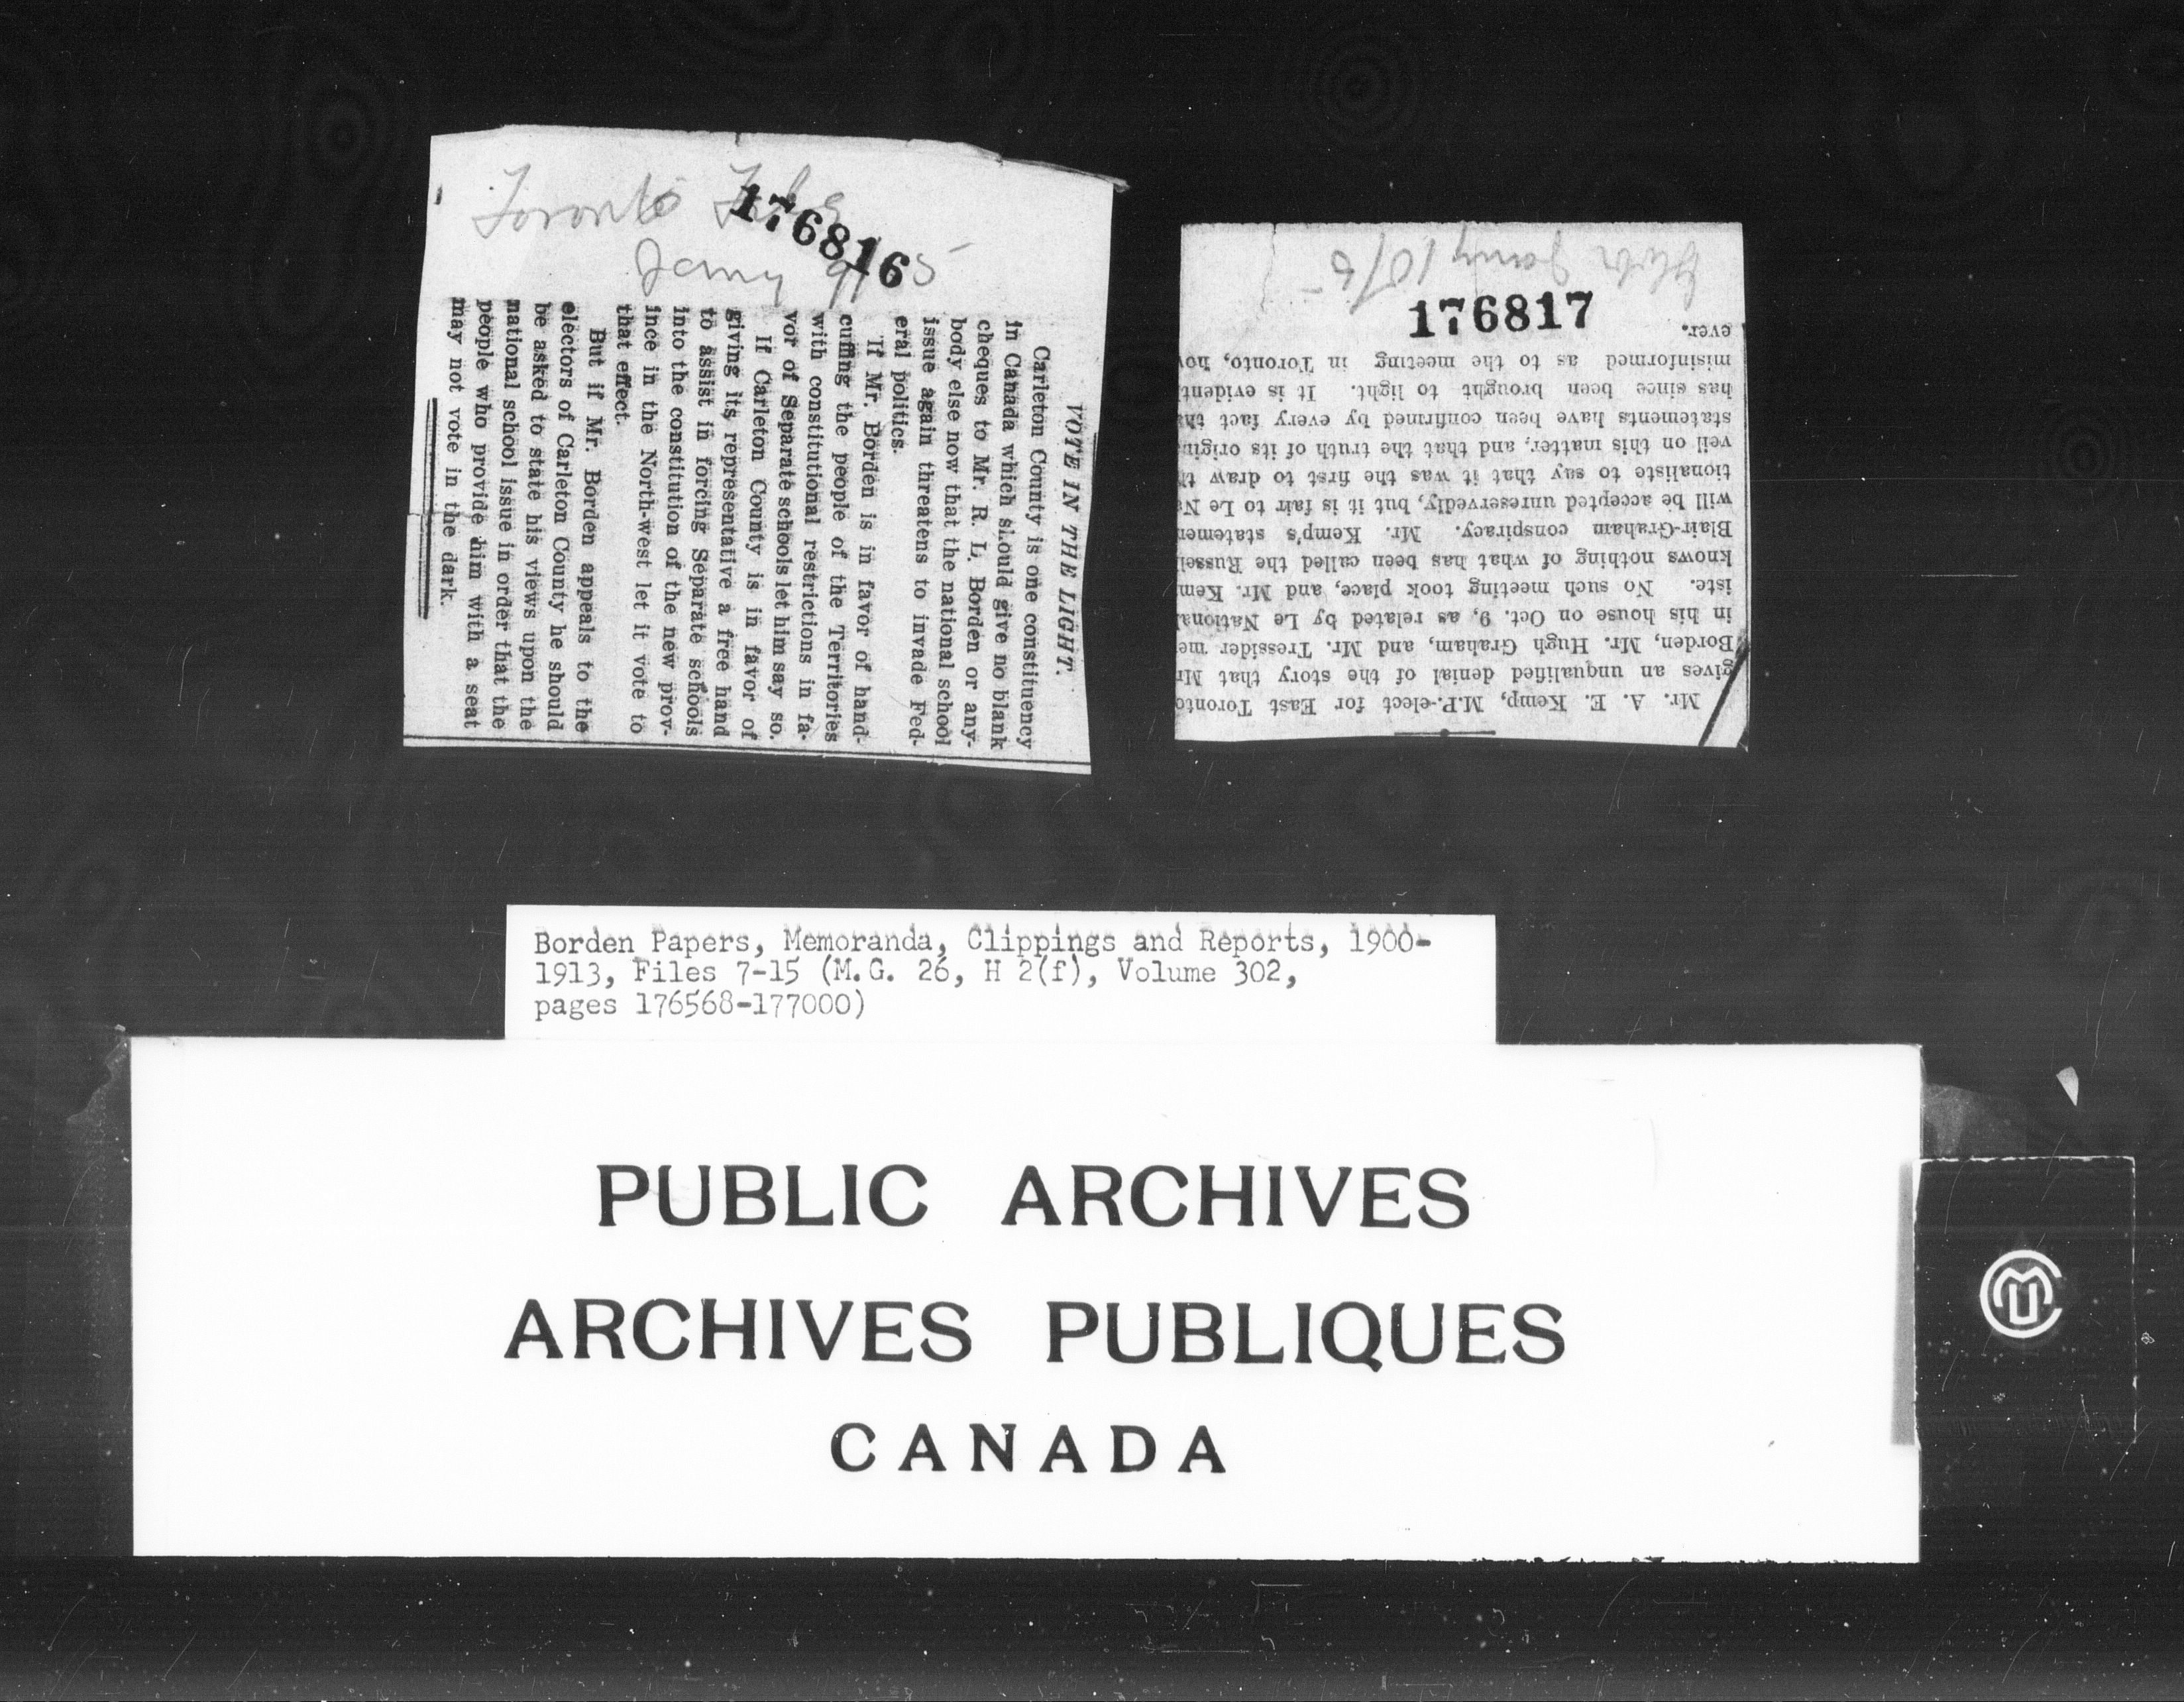 Toronto
Jany 9/05
176816
VOTE IN THE LIGHT.
Carleton County is one constituency
in Canada which should give no blank
cheques to Mr. R. L. Borden or any-
body else now that the national school
issue again threatens to invade Fed-
eral politics.
If Mr. Borden is in favor of hand-
cuffing the people of the Territories
with constitutional restrictions in fa-
vor of Separate schools let him say so.
If Carleton County is in favor of
giving its representative a free hand
to assist in forcing Separate schools
into the constitution of the new prov-
ince in the North-west let it vote to
that effect.
But if Mr. Borden appeals to the
electors of Carleton County he should
be asked to state his views upon the
national school issue in order that the
people who provide him with a seat
may not vote in the dark.
Mr. A. E. Kemp, M.P.-elect for East Toronto
gives an unqualified denial of the story that Mr
Borden, Mr. Hugh Graham, and Mr. Tressider me
in his house on Oct. 9, as related by Le National
iste. No such meeting took place, and Mr. Kem
knows nothing of what has been called the Russel
Blair-Graham conspiracy. Mr. Kemp's statemen
will be accepted unreservedly, but it is fair to Le Na
tionaliste to say that it was the first to draw th
veil on this matter, and that the truth of its origin
statements have been confirmed by every fact tha
has since been brought to light. It is evident
misinformed as to the meeting in Toronto, how
ever.
176817
Globe Jany 10/5
Borden Papers, Memoranda, Clippings and Reports, 1900-
1913, Files 7-15 (M.G. 26, H 2(f), Volume 302,
pages 176568-177000)
PUBLIC ARCHIVES
ARCHIVES PUBLIQUES
CANADA